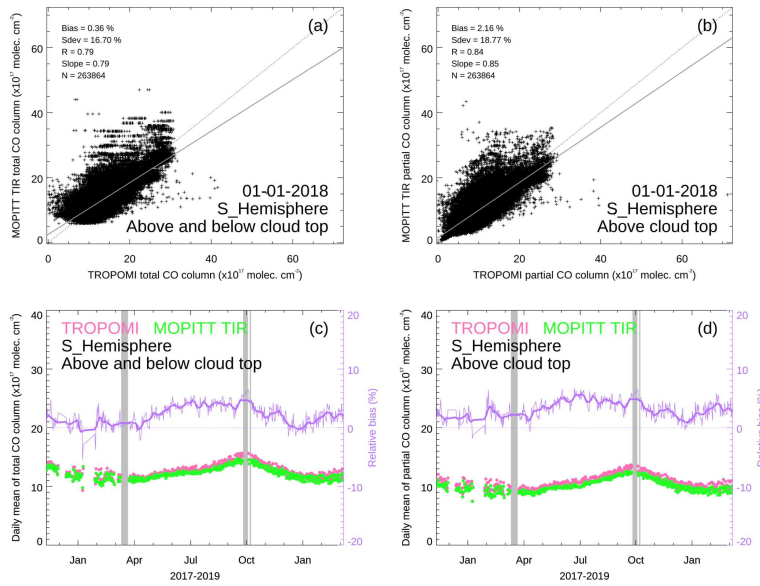 (a)
Bias = 0.36 %
Sdev = 16.70 %
R = 0.79
Slope = 0.79
N = 263864
MOPITT TIR total CO column (x10¹⁷ molec. cm⁻²)
60
40
20
0
01-01-2018
S_Hemisphere
Above and below cloud top
0
20
40
60
TROPOMI total CO column (x10¹⁷ molec. cm⁻²)
(b)
Bias = 2.16 %
Sdev = 18.77 %
R = 0.84
Slope = 0.85
N = 263864
MOPITT TIR partial CO column (x10¹⁷ molec. cm⁻²)
60
40
20
0
01-01-2018
S_Hemisphere
Above cloud top
0
20
40
60
TROPOMI partial CO column (x10¹⁷ molec. cm⁻²)
(c)
TROPOMI MOPITT TIR
S_Hemisphere
Above and below cloud top
Daily mean of total CO column (x10¹⁷ molec. cm⁻²)
40
30
20
10
0
20
10
0
-10
-20
Relative bias (%)
Jan
Apr
Jul
Oct
Jan
2017-2019
(d)
TROPOMI MOPITT TIR
S_Hemisphere
Above cloud top
Daily mean of partial CO column (x10¹⁷ molec. cm⁻²)
40
30
20
10
0
20
10
0
-10
-20
Relative bias (%)
Jan
Apr
Jul
Oct
Jan
2017-2019